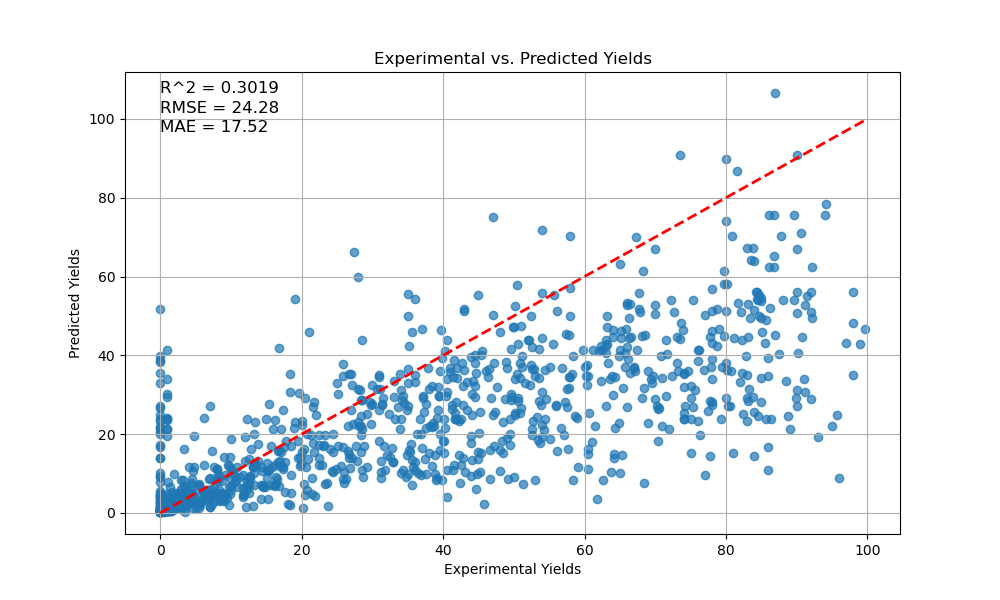 Experimental vs. Predicted Yields
R^2 = 0.3019
RMSE = 24.28
MAE = 17.52
100
80
60
40
20
0
Predicted Yields
0 20 40 60 80 100
Experimental Yields